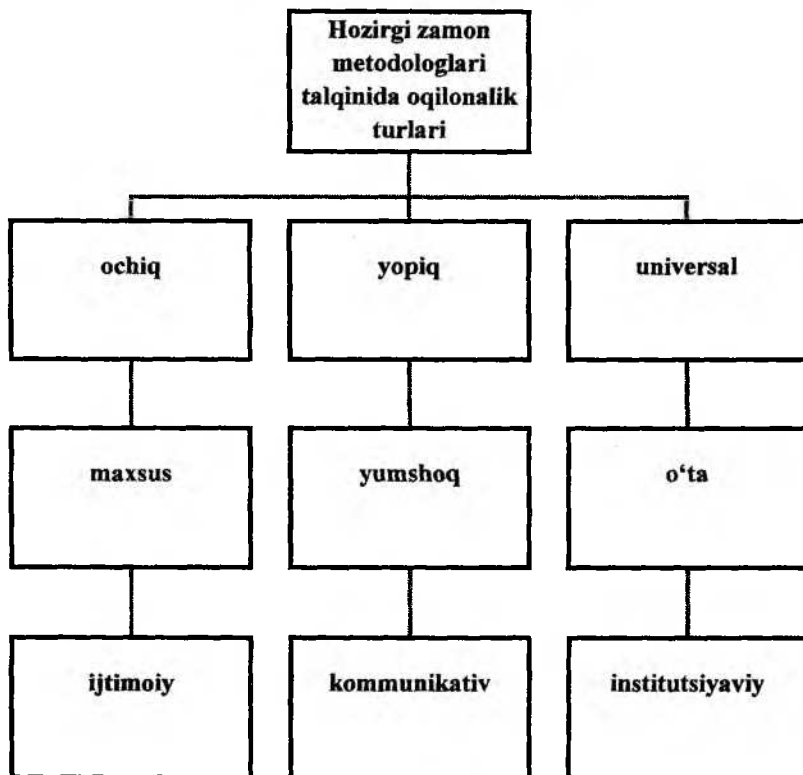 Hozirgi zamon
metodologlari
talqinida oqilonalik
turlari
ochiq
yopiq
universal
maxsus
yumshoq
o‘ta
ijtimoiy
kommunikativ
institutsiyaviy